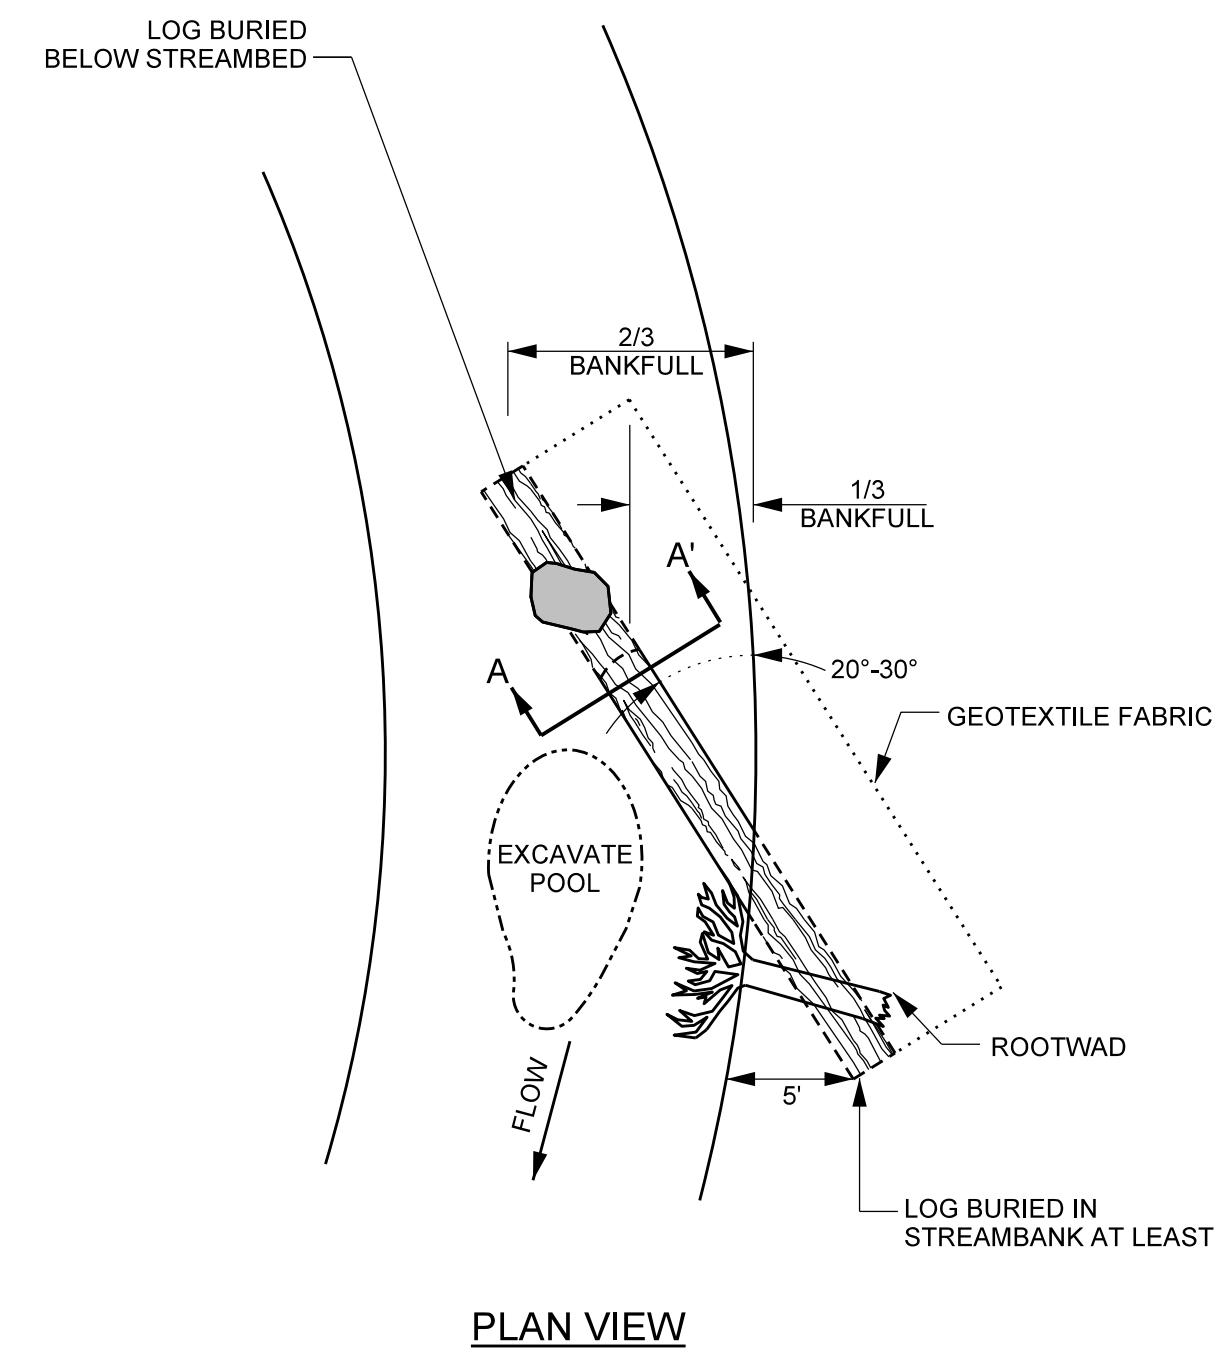 LOG BURIED
BELOW STREAMBED
2/3
BANKFULL
1/3
BANKFULL
A'
A
20°-30°
GEOTEXTILE FABRIC
EXCAVATE
POOL
ROOTWAD
FLOW
5'
LOG BURIED IN
STREAMBANK AT LEAST
PLAN VIEW